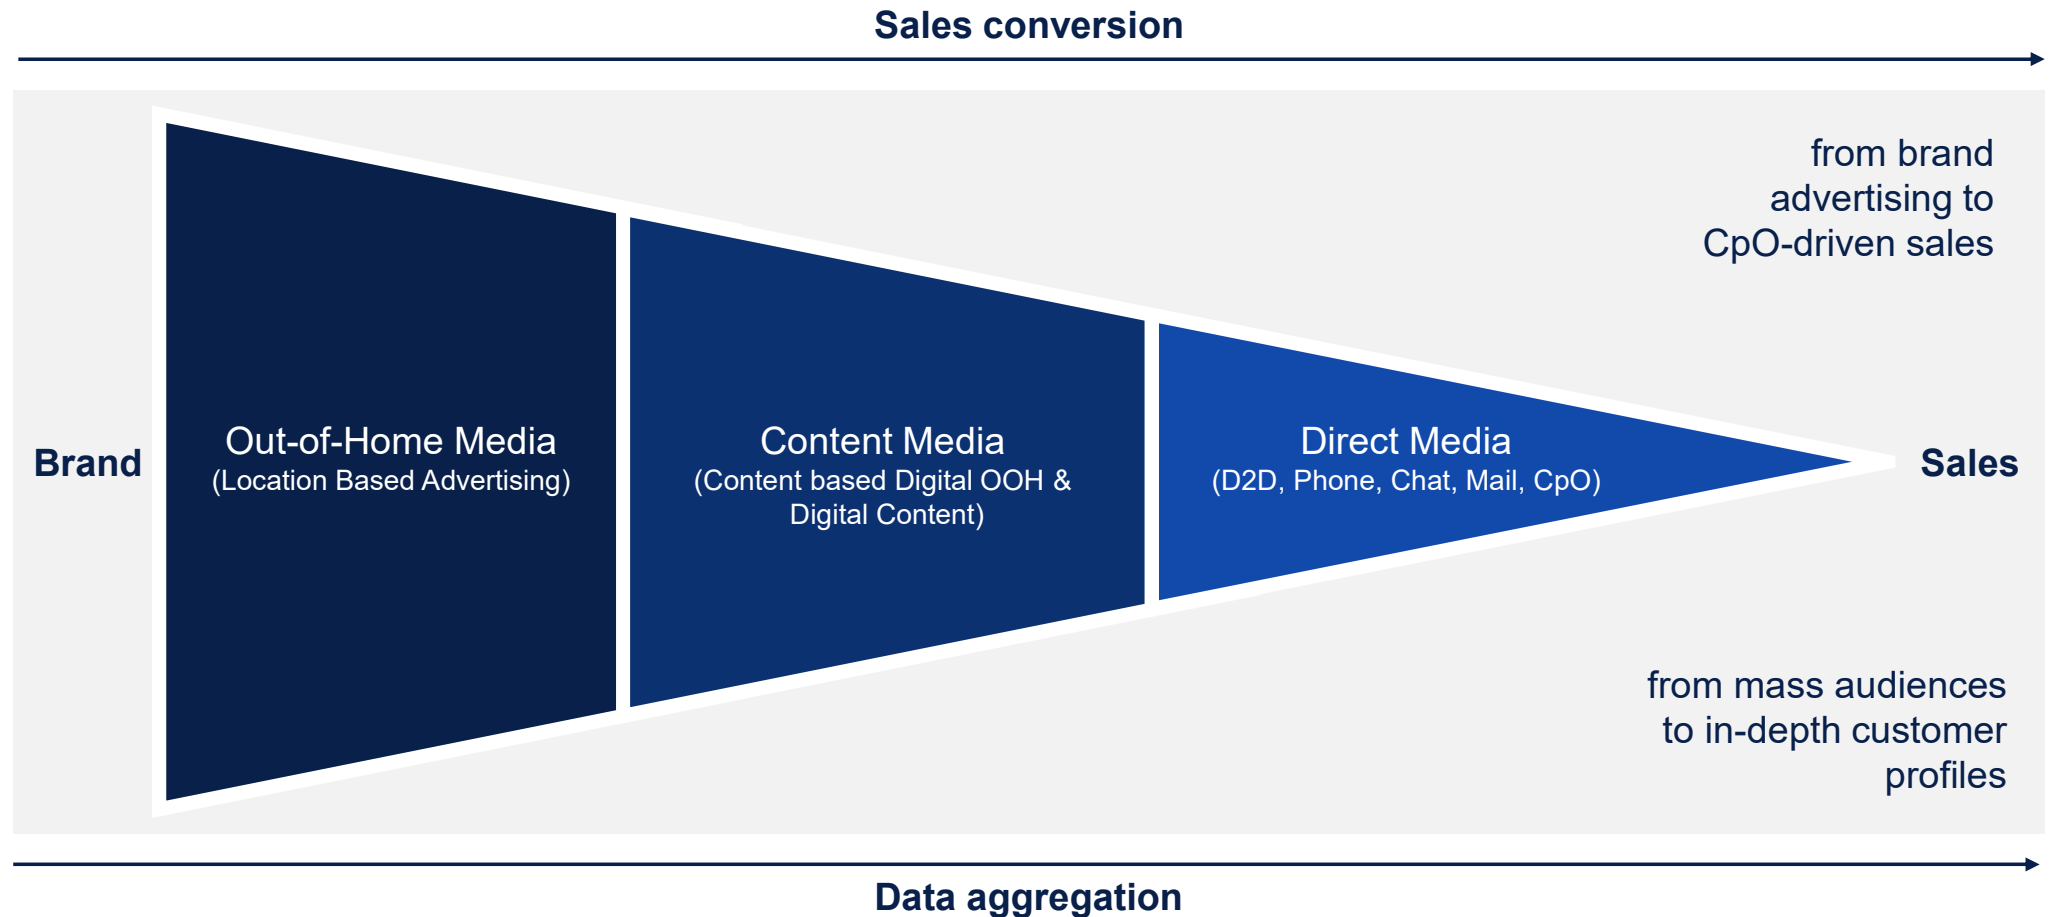 Sales conversion
from brand
advertising to
CpO-driven sales
Brand
Out-of-Home Media
(Location Based Advertising)
Content Media
(Content based Digital OOH &
Digital Content)
Direct Media
(D2D, Phone, Chat, Mail, CpO)
Sales
from mass audiences
to in-depth customer
profiles
Data aggregation